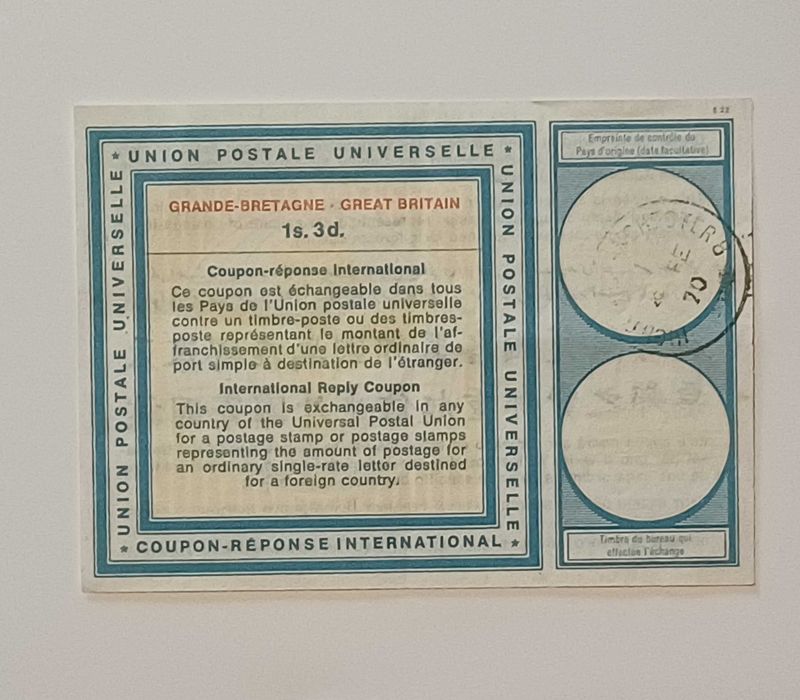 E 22
★ UNION POSTALE UNIVERSELLE ★
UNION POSTALE UNIVERSELLE
UNION POSTALE UNIVERSELLE
GRANDE-BRETAGNE · GREAT BRITAIN
1s. 3d.
Coupon-réponse International
Ce coupon est échangeable dans tous
les Pays de l'Union postale universelle
contre un timbre-poste ou des timbres-
poste représentant le montant de l'af-
franchissement d'une lettre ordinaire de
port simple à destination de l'étranger.
International Reply Coupon
This coupon is exchangeable in any
country of the Universal Postal Union
for a postage stamp or postage stamps
representing the amount of postage for
an ordinary single-rate letter destined
for a foreign country.
★ COUPON-RÉPONSE INTERNATIONAL ★
Empreinte de contrôle du
Pays d'origine (date facultative)
70
Timbre du bureau qui
effectue l'échange